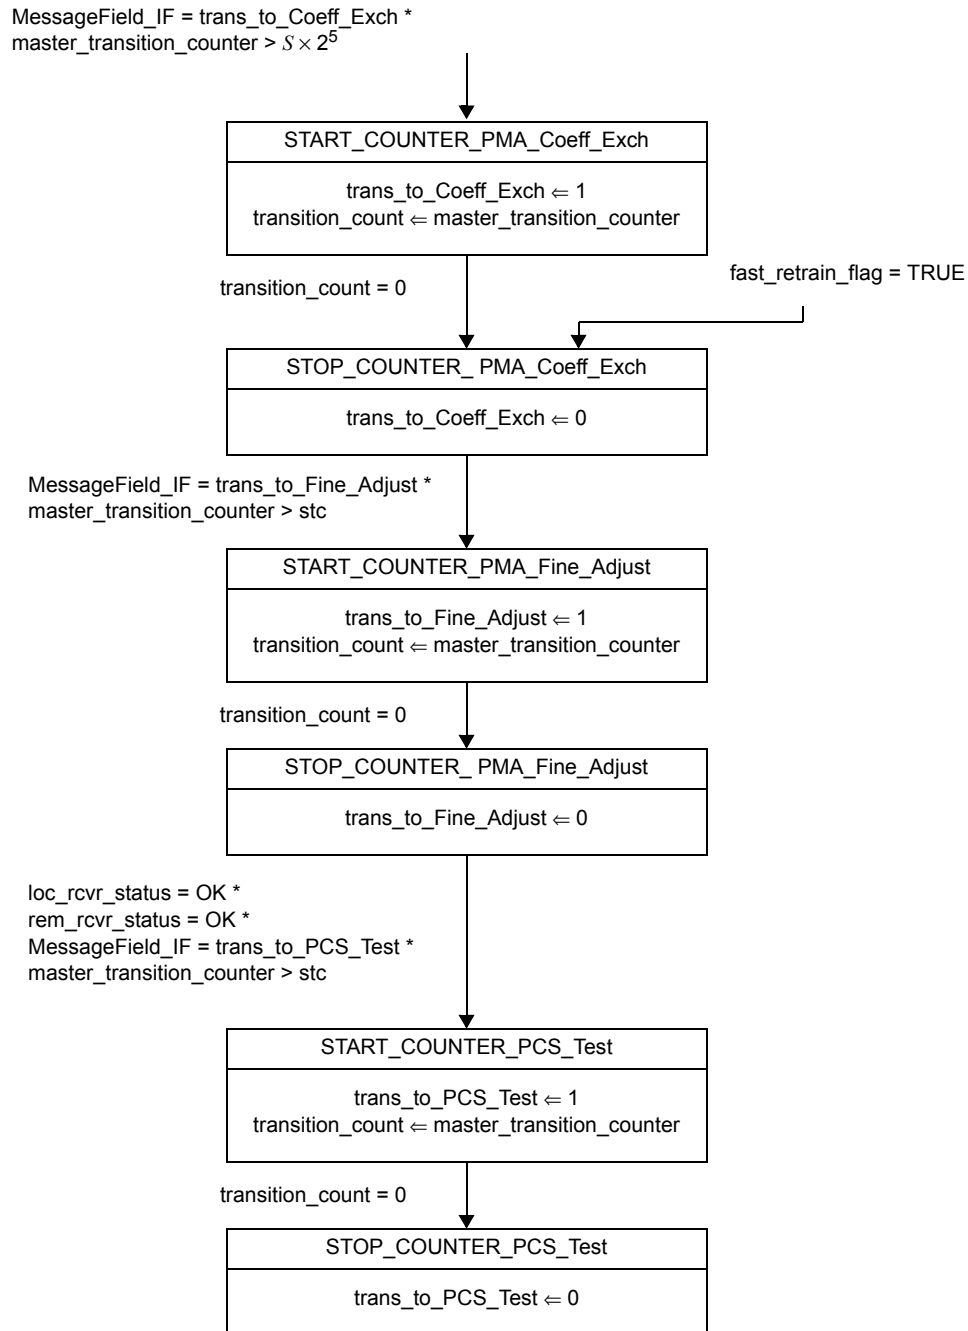 MessageField_IF = trans_to_Coeff_Exch *
master_transition_counter > S × 2⁵
START_COUNTER_PMA_Coeff_Exch
trans_to_Coeff_Exch ⇐ 1
transition_count ⇐ master_transition_counter
transition_count = 0
fast_retrain_flag = TRUE
STOP_COUNTER_ PMA_Coeff_Exch
trans_to_Coeff_Exch ⇐ 0
MessageField_IF = trans_to_Fine_Adjust *
master_transition_counter > stc
START_COUNTER_PMA_Fine_Adjust
trans_to_Fine_Adjust ⇐ 1
transition_count ⇐ master_transition_counter
transition_count = 0
STOP_COUNTER_ PMA_Fine_Adjust
trans_to_Fine_Adjust ⇐ 0
loc_rcvr_status = OK *
rem_rcvr_status = OK *
MessageField_IF = trans_to_PCS_Test *
master_transition_counter > stc
START_COUNTER_PCS_Test
trans_to_PCS_Test ⇐ 1
transition_count ⇐ master_transition_counter
transition_count = 0
STOP_COUNTER_PCS_Test
trans_to_PCS_Test ⇐ 0